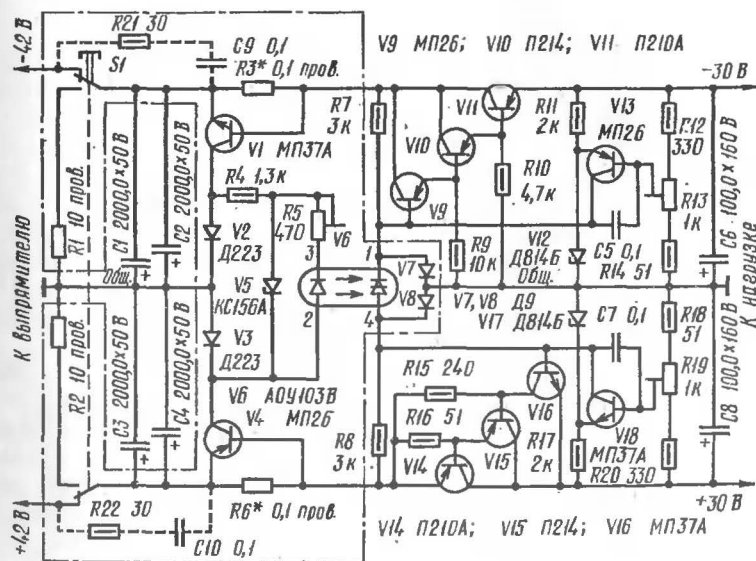 R21 30
-42 В
S1
C9 0,1
R3* 0,1 пров.
V9 МП26; V10 П214; V11 П210А
-30 В
R7
3к
V11
R11
2к
V13
МП26
R12
330
V1 МП37А
V10
R4 1,3к
R10
4,7к
V9
R13
1к
К выпрямителю
R1 10 пров.
C1 2000,0×50 В
C2 2000,0×50 В
V2
Д223
R5
470
V6
3
1
R9
10к
V12
Д814Б
C5 0,1
R14 51
C6 100,0×160 В
Общ.
V5
КС156А
V7
V8
Общ.
V7, V8 Д9
V17 Д814Б
C7 0,1
R18
51
К нагрузке
2
4
R2 10 пров.
C3 2000,0×50 В
C4 2000,0×50 В
V3
Д223
V6
АОУ103В
V4
МП26
R15 240
R16 51
V16
R19
1к
C8 100,0×160 В
R8
3к
V14
V15
R17
2к
V18
МП37А
R20 330
+42 В
R22 30
C10 0,1
R6* 0,1 пров.
+30 В
V14 П210А; V15 П214; V16 МП37А